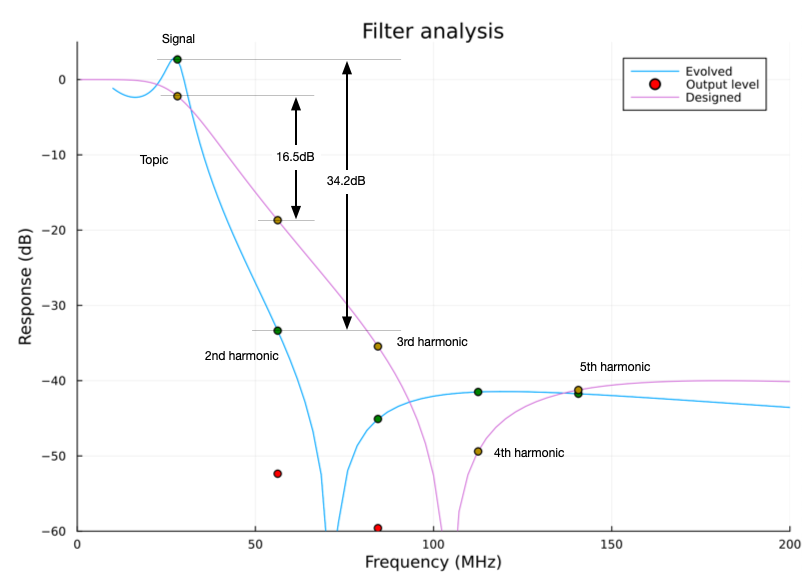 Filter analysis
Signal
Evolved
Output level
Designed
Topic
16.5dB
34.2dB
2nd harmonic
3rd harmonic
4th harmonic
5th harmonic
Response (dB)
0
−10
−20
−30
−40
−50
−60
0
50
100
150
200
Frequency (MHz)